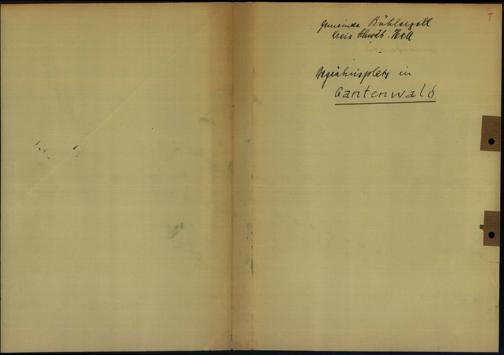 Gemeinde Bühlerzell
Kreis Schwäb. Hall
Begräbnisplatz in
Gantenwald